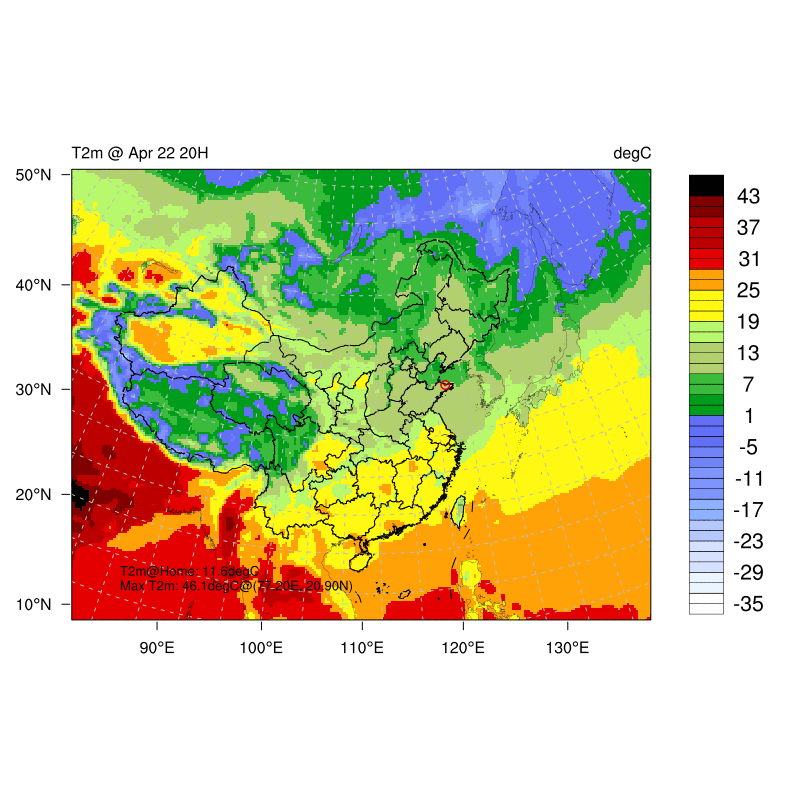 T2m @ Apr 22 20H degC
50°N
40°N
30°N
20°N
10°N
90°E 100°E 110°E 120°E 130°E
43
37
31
25
19
13
7
1
-5
-11
-17
-23
-29
-35
T2m@Home: 11.6degC
Max T2m: 46.1degC@(77.20E, 20.90N)